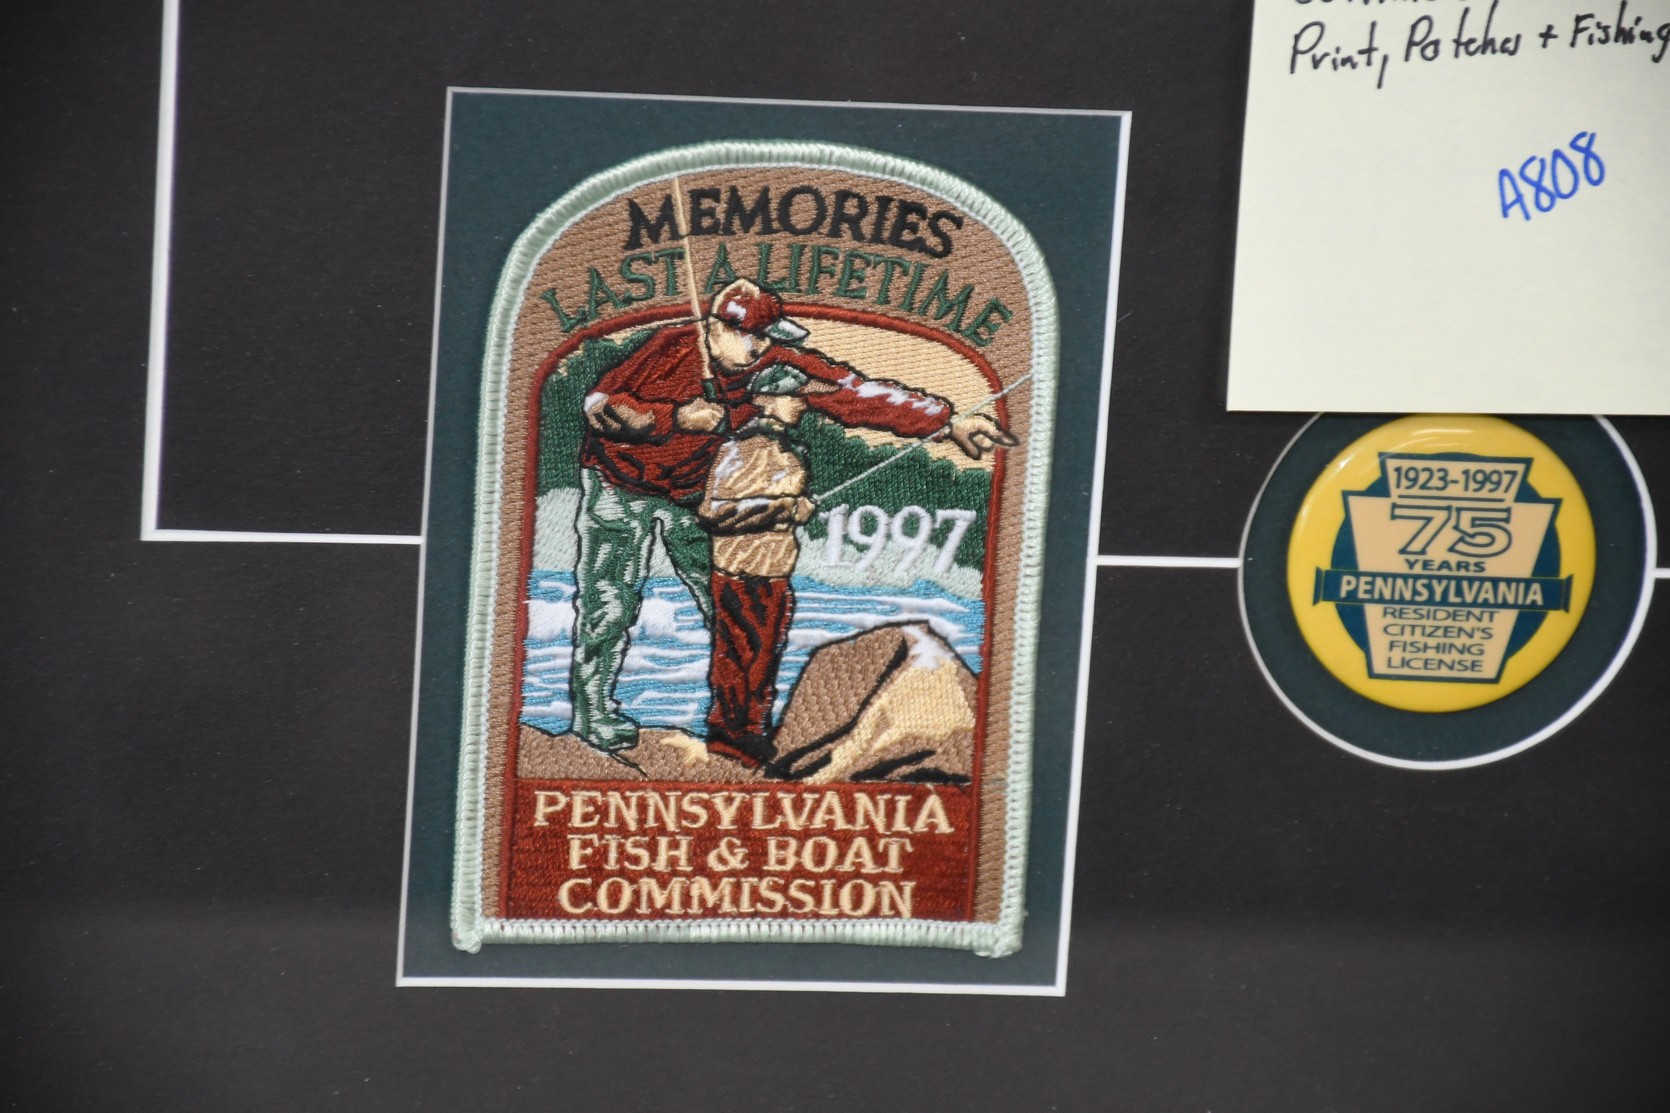 MEMORIES
LAST A LIFETIME
1997
PENNSYLVANIA
FISH & BOAT
COMMISSION
Print, Patches + Fishing
A808
1923-1997
75
YEARS
PENNSYLVANIA
RESIDENT
CITIZEN'S
FISHING
LICENSE